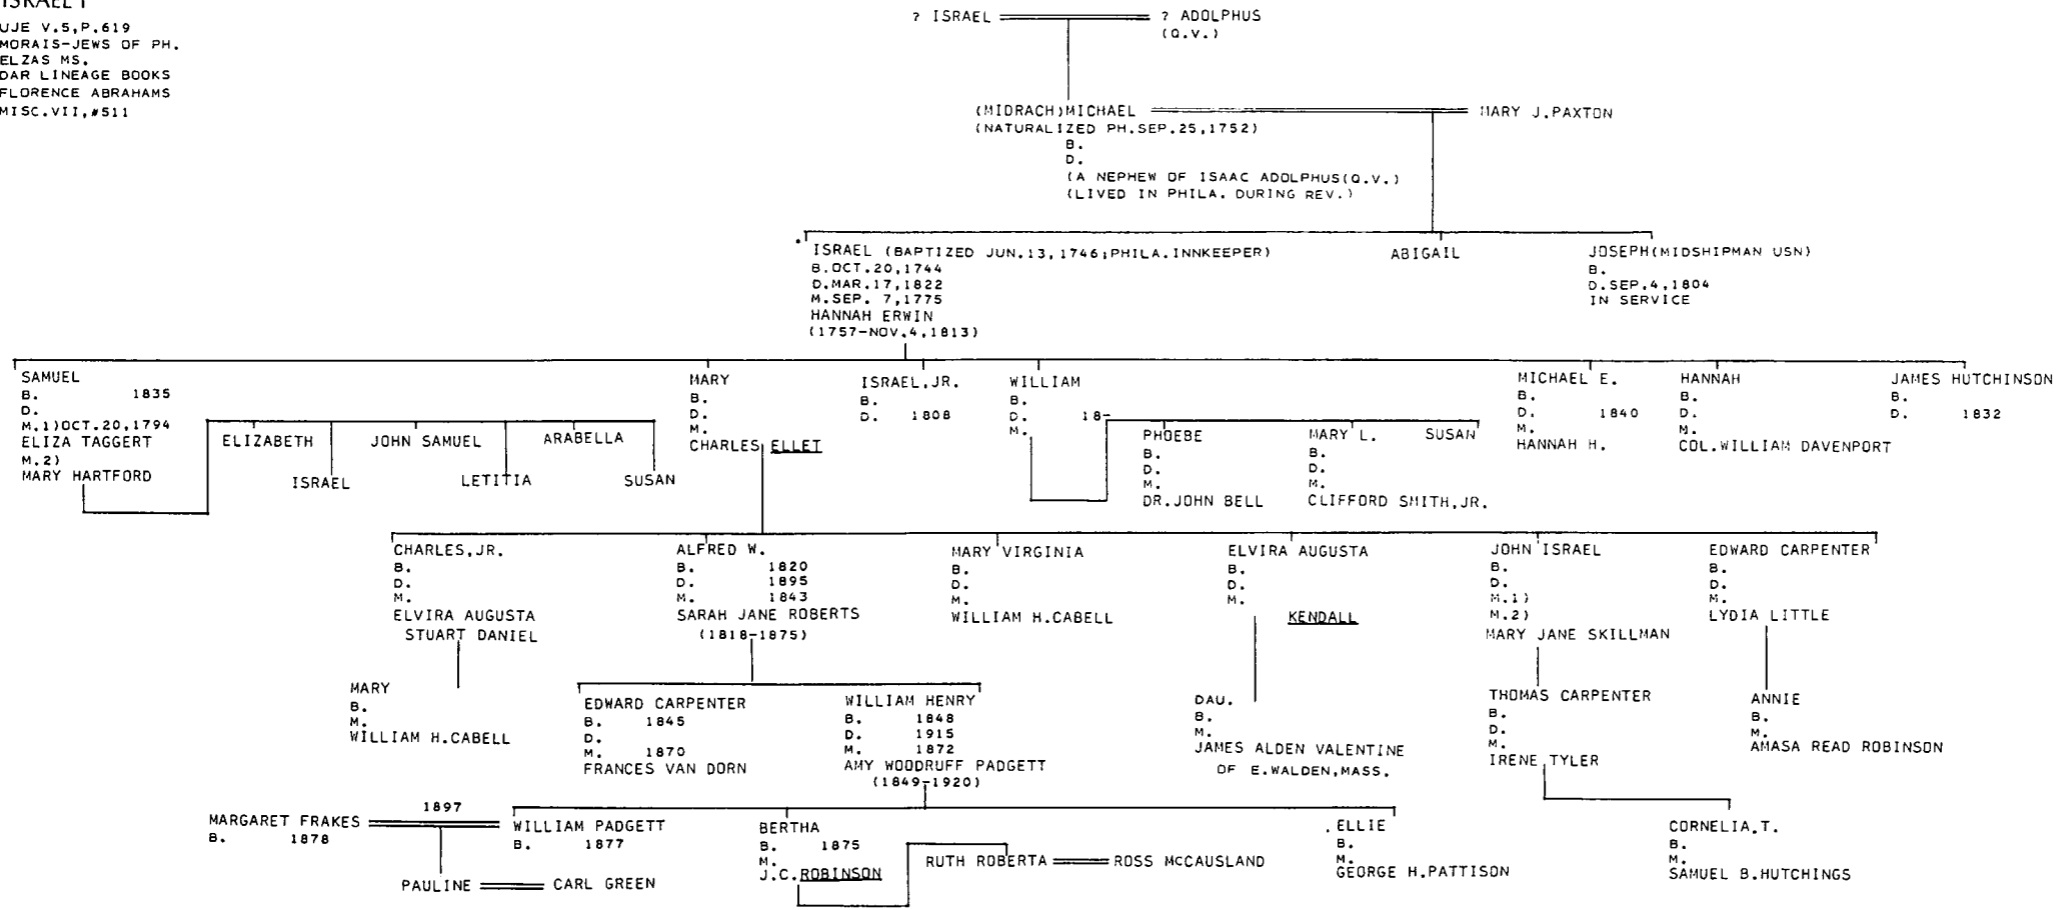 ISRAEL I
UJE V.5,P.619
MORAIS-JEWS OF PH.
ELZAS MS.
DAR LINEAGE BOOKS
FLORENCE ABRAHAMS
MISC.VII,#511
? ISRAEL ? ADOLPHUS
(Q.V.)
(MIDRACH)MICHAEL MARY J.PAXTON
(NATURALIZED PH.SEP.25,1752)
B.
D.
(A NEPHEW OF ISAAC ADOLPHUS(Q.V.)
(LIVED IN PHILA. DURING REV.)
ISRAEL (BAPTIZED JUN.13,1746;PHILA.INNKEEPER)
B.OCT.20,1744
D.MAR.17,1822
M.SEP. 7,1775
HANNAH ERWIN
(1757-NOV.4,1813)
ABIGAIL
JOSEPH(MIDSHIPMAN USN)
B.
D.SEP.4,1804
IN SERVICE
SAMUEL
B. 1835
D.
M.1)OCT.20,1794
ELIZA TAGGERT
M.2)
MARY HARTFORD
ELIZABETH
ISRAEL
JOHN SAMUEL
LETITIA
ARABELLA
SUSAN
MARY
B.
D.
M.
CHARLES ELLET
ISRAEL,JR.
B.
D. 1808
WILLIAM
B.
D. 18-
M.
PHOEBE
B.
D.
M.
DR.JOHN BELL
MARY L.
B.
D.
M.
CLIFFORD SMITH,JR.
SUSAN
MICHAEL E.
B.
D. 1840
M.
HANNAH H.
HANNAH
B.
D.
M.
COL.WILLIAM DAVENPORT
JAMES HUTCHINSON
B.
D. 1832
CHARLES,JR.
B.
D.
M.
ELVIRA AUGUSTA
STUART DANIEL
ALFRED W.
B. 1820
D. 1895
M. 1843
SARAH JANE ROBERTS
(1818-1875)
MARY VIRGINIA
B.
D.
M.
WILLIAM H.CABELL
ELVIRA AUGUSTA
B.
D.
M.
KENDALL
JOHN ISRAEL
B.
D.
M.1)
M.2)
MARY JANE SKILLMAN
EDWARD CARPENTER
B.
D.
M.
LYDIA LITTLE
MARY
B.
M.
WILLIAM H.CABELL
EDWARD CARPENTER
B. 1845
D.
M. 1870
FRANCES VAN DORN
WILLIAM HENRY
B. 1848
D. 1915
M. 1872
AMY WOODRUFF PADGETT
(1849-1920)
DAU.
B.
M.
JAMES ALDEN VALENTINE
OF E.WALDEN,MASS.
THOMAS CARPENTER
B.
D.
M.
IRENE TYLER
ANNIE
B.
M.
AMASA READ ROBINSON
MARGARET FRAKES
B. 1878
1897
WILLIAM PADGETT
B. 1877
PAULINE CARL GREEN
BERTHA
B. 1875
M.
J.C.ROBINSON
RUTH ROBERTA ROSS MCCAUSLAND
ELLIE
B.
M.
GEORGE H.PATTISON
CORNELIA.T.
B.
M.
SAMUEL B.HUTCHINGS